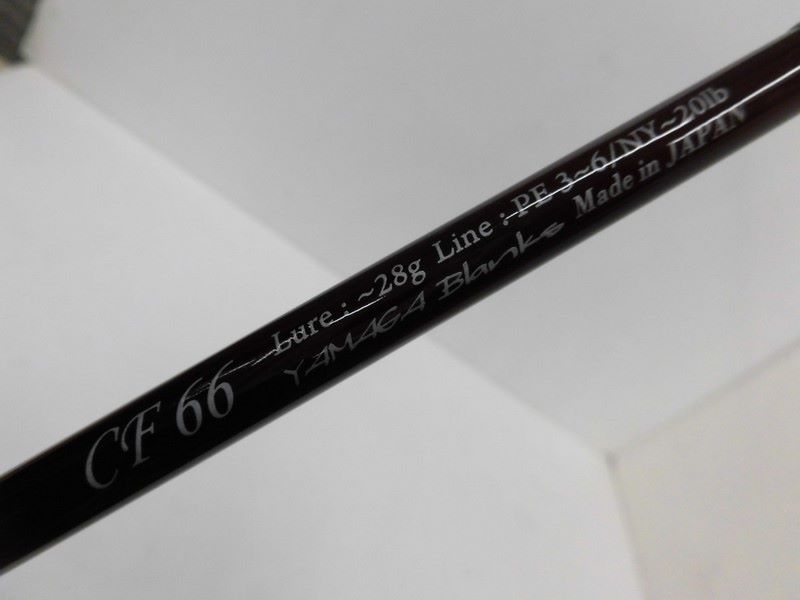 CF 66
Lure : ~28g Line : PE 3~6/NY~20lb
YAMAGA Blanks Made in JAPAN